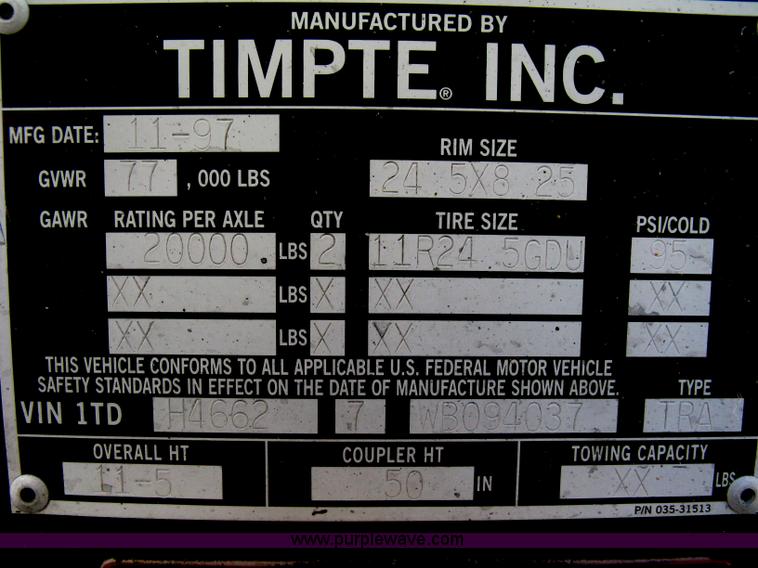 MANUFACTURED BY
TIMPTE® INC.
MFG DATE: 11-97
RIM SIZE
GVWR 77 , 000 LBS 24 5X8 25
GAWR RATING PER AXLE QTY TIRE SIZE PSI/COLD
20000 LBS 2 11R24 5GDU 95
XX LBS X XX XX
XX LBS X XX XX
THIS VEHICLE CONFORMS TO ALL APPLICABLE U.S. FEDERAL MOTOR VEHICLE
SAFETY STANDARDS IN EFFECT ON THE DATE OF MANUFACTURE SHOWN ABOVE. TYPE
VIN 1TD H4662 7 WB094037 TRA
OVERALL HT COUPLER HT TOWING CAPACITY
11-5 50 IN XX LBS
P/N 035-31513
www.purplewave.com